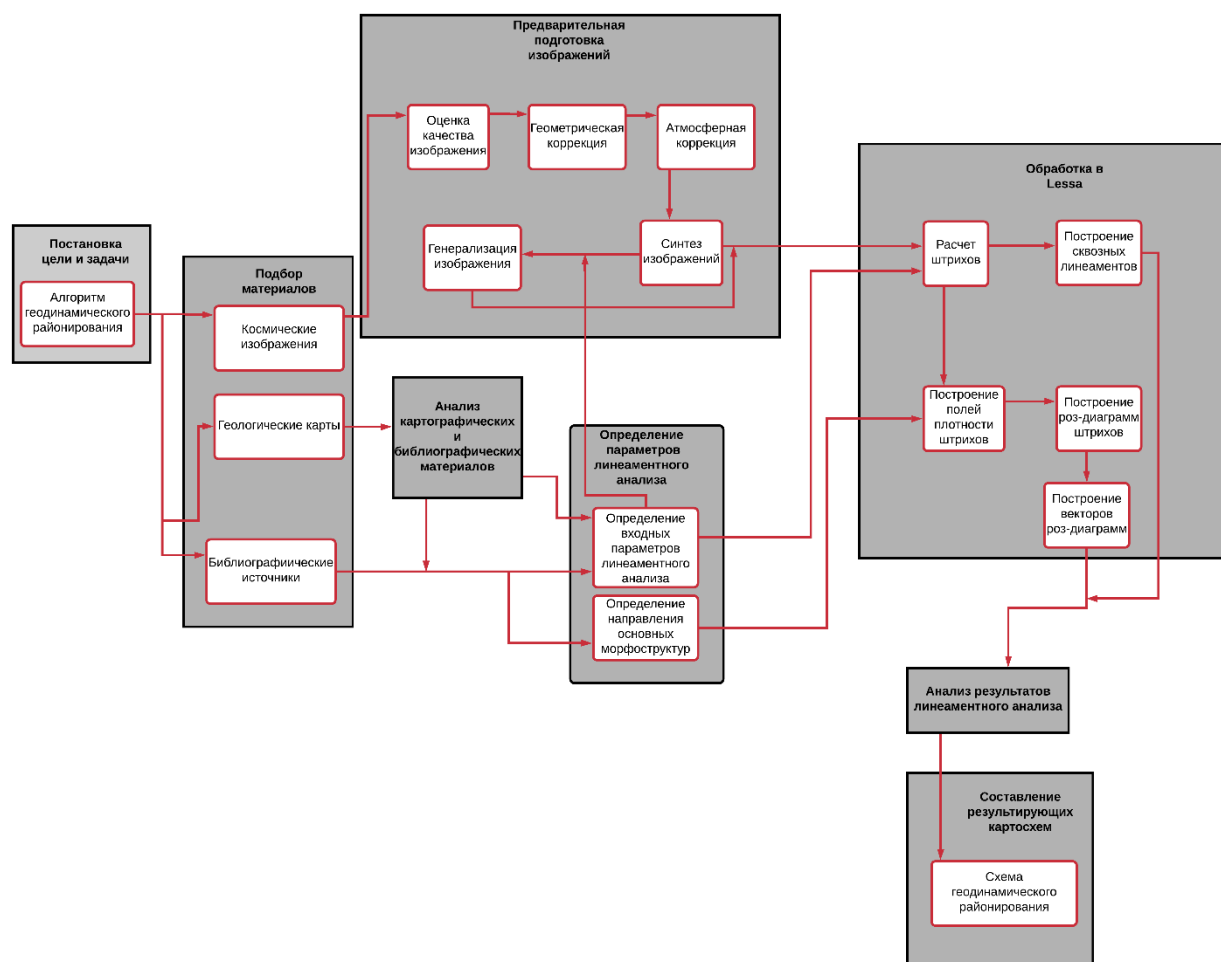 Предварительная
подготовка
изображений
Оценка
качества
изображения
Геометрическая
коррекция
Атмосферная
коррекция
Генерализация
изображения
Синтез
изображений
Постановка
цели и задачи
Алгоритм
геодинамического
районирования
Подбор
материалов
Космические
изображения
Геологические карты
Библиографиические
источники
Анализ
картографических
и
библиографических
материалов
Определение
параметров
линеаментного
анализа
Определение
входных
параметров
линеаментного
анализа
Определение
направления
основных
морфоструктур
Обработка в
Lessa
Расчет
штрихов
Построение
сквозных
линеаментов
Построение
полей
плотности
штрихов
Построение
роз-диаграмм
штрихов
Построение
векторов
роз-диаграмм
Анализ результатов
линеаментного анализа
Составление
результирующих
картосхем
Схема
геодинамического
районирования